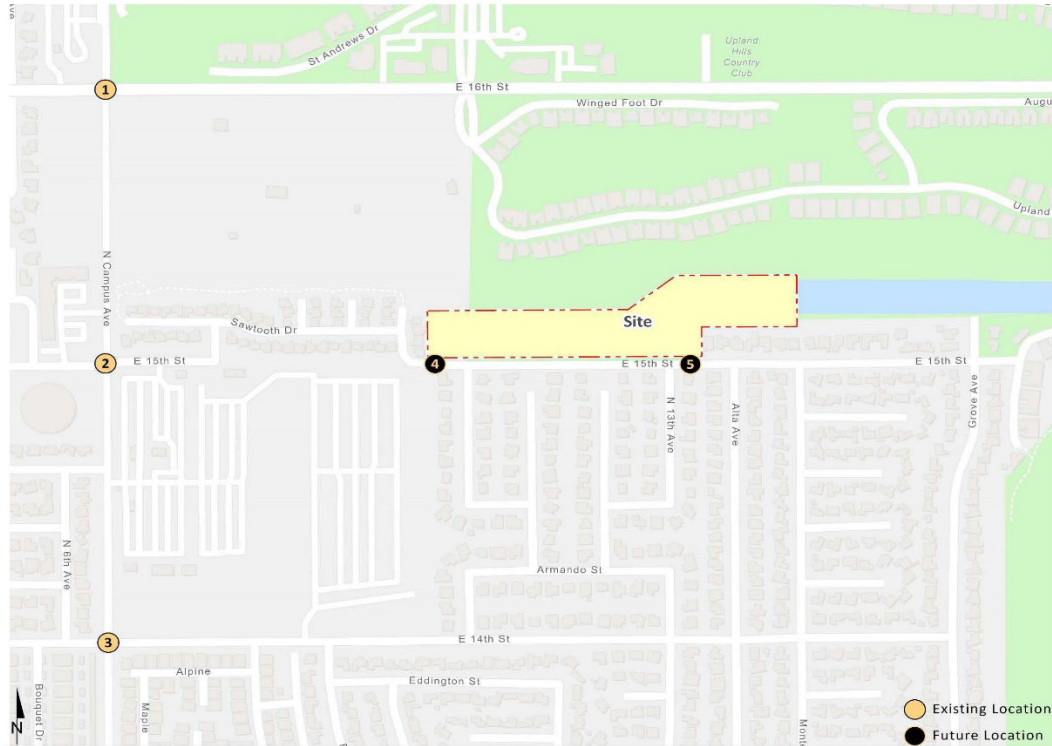 St Andrews Dr
Upland
Hills
Country
Club
1
E 16th St
Winged Foot Dr
Augu
Upland
N Campus Ave
Sawtooth Dr
Site
2
E 15th St
4
E 15th St
5
E 15th St
N 13th Ave
Alta Ave
Grove Ave
N 6th Ave
Armando St
3
E 14th St
Alpine
Eddington St
Bouquet Dr
Maple
Monte
N
Existing Location
Future Location